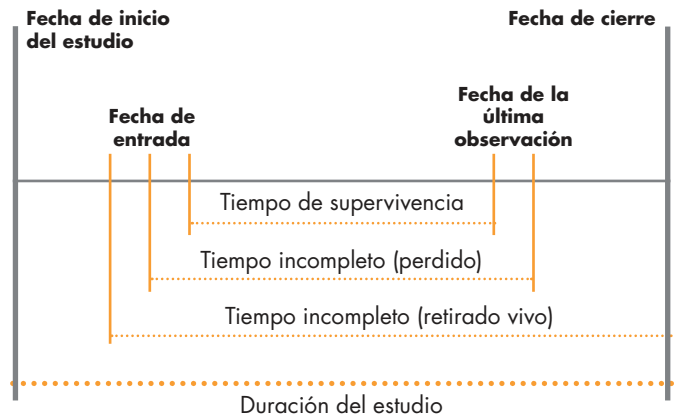 Fecha de inicio
del estudio
Fecha de cierre
Fecha de
entrada
Fecha de la
última
observación
Tiempo de supervivencia
Tiempo incompleto (perdido)
Tiempo incompleto (retirado vivo)
Duración del estudio